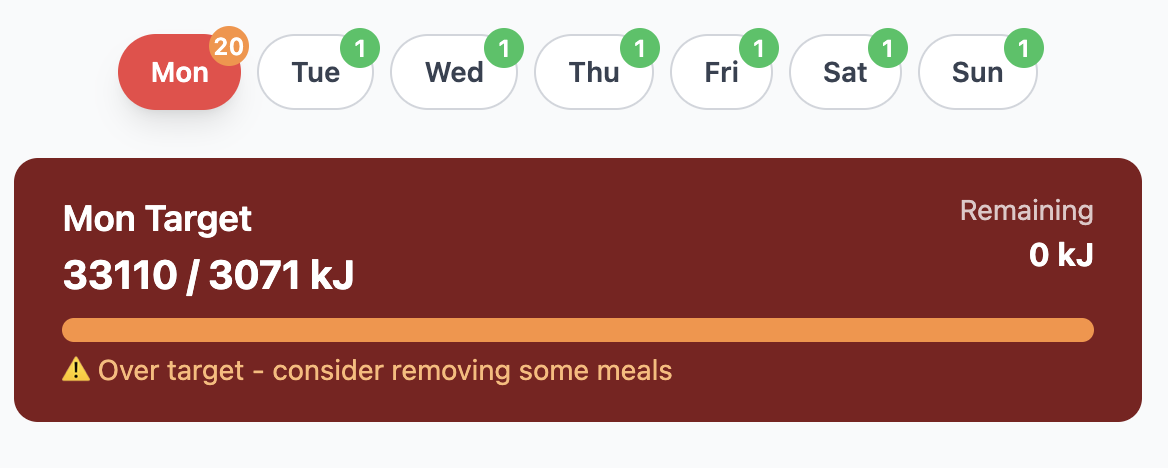 Mon 20 Tue 1 Wed 1 Thu 1 Fri 1 Sat 1 Sun 1
Mon Target
Remaining
33110 / 3071 kJ
0 kJ
⚠️ Over target - consider removing some meals